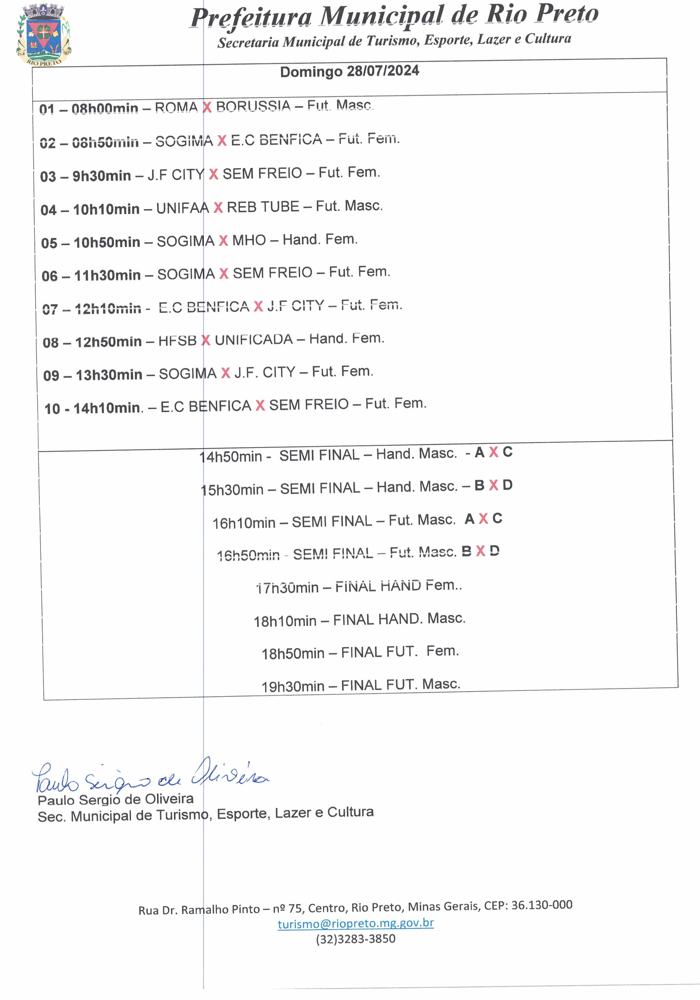 Prefeitura Municipal de Rio Preto
Secretaria Municipal de Turismo, Esporte, Lazer e Cultura
21-9 1871
RIO PRETO
Domingo 28/07/2024
01 – 08h00min – ROMA X BORUSSIA – Fut. Masc.
02 – 08h50min – SOGIMA X E.C BENFICA – Fut. Fem.
03 – 9h30min – J.F CITY X SEM FREIO – Fut. Fem.
04 – 10h10min – UNIFAA X REB TUBE – Fut. Masc.
05 – 10h50min – SOGIMA X MHO – Hand. Fem.
06 – 11h30min – SOGIMA X SEM FREIO – Fut. Fem.
07 – 12h10min - E.C BENFICA X J.F CITY – Fut. Fem.
08 – 12h50min – HFSB X UNIFICADA – Hand. Fem.
09 – 13h30min – SOGIMA X J.F. CITY – Fut. Fem.
10 - 14h10min. – E.C BENFICA X SEM FREIO – Fut. Fem.
14h50min - SEMI FINAL – Hand. Masc. - A X C
15h30min – SEMI FINAL – Hand. Masc. – B X D
16h10min – SEMI FINAL – Fut. Masc. A X C
16h50min - SEMI FINAL – Fut. Masc. B X D
17h30min – FINAL HAND Fem..
18h10min – FINAL HAND. Masc.
18h50min – FINAL FUT. Fem.
19h30min – FINAL FUT. Masc.
Paulo Sérgio de Oliveira
Paulo Sergio de Oliveira
Sec. Municipal de Turismo, Esporte, Lazer e Cultura
Rua Dr. Ramalho Pinto – nº 75, Centro, Rio Preto, Minas Gerais, CEP: 36.130-000
turismo@riopreto.mg.gov.br
(32)3283-3850